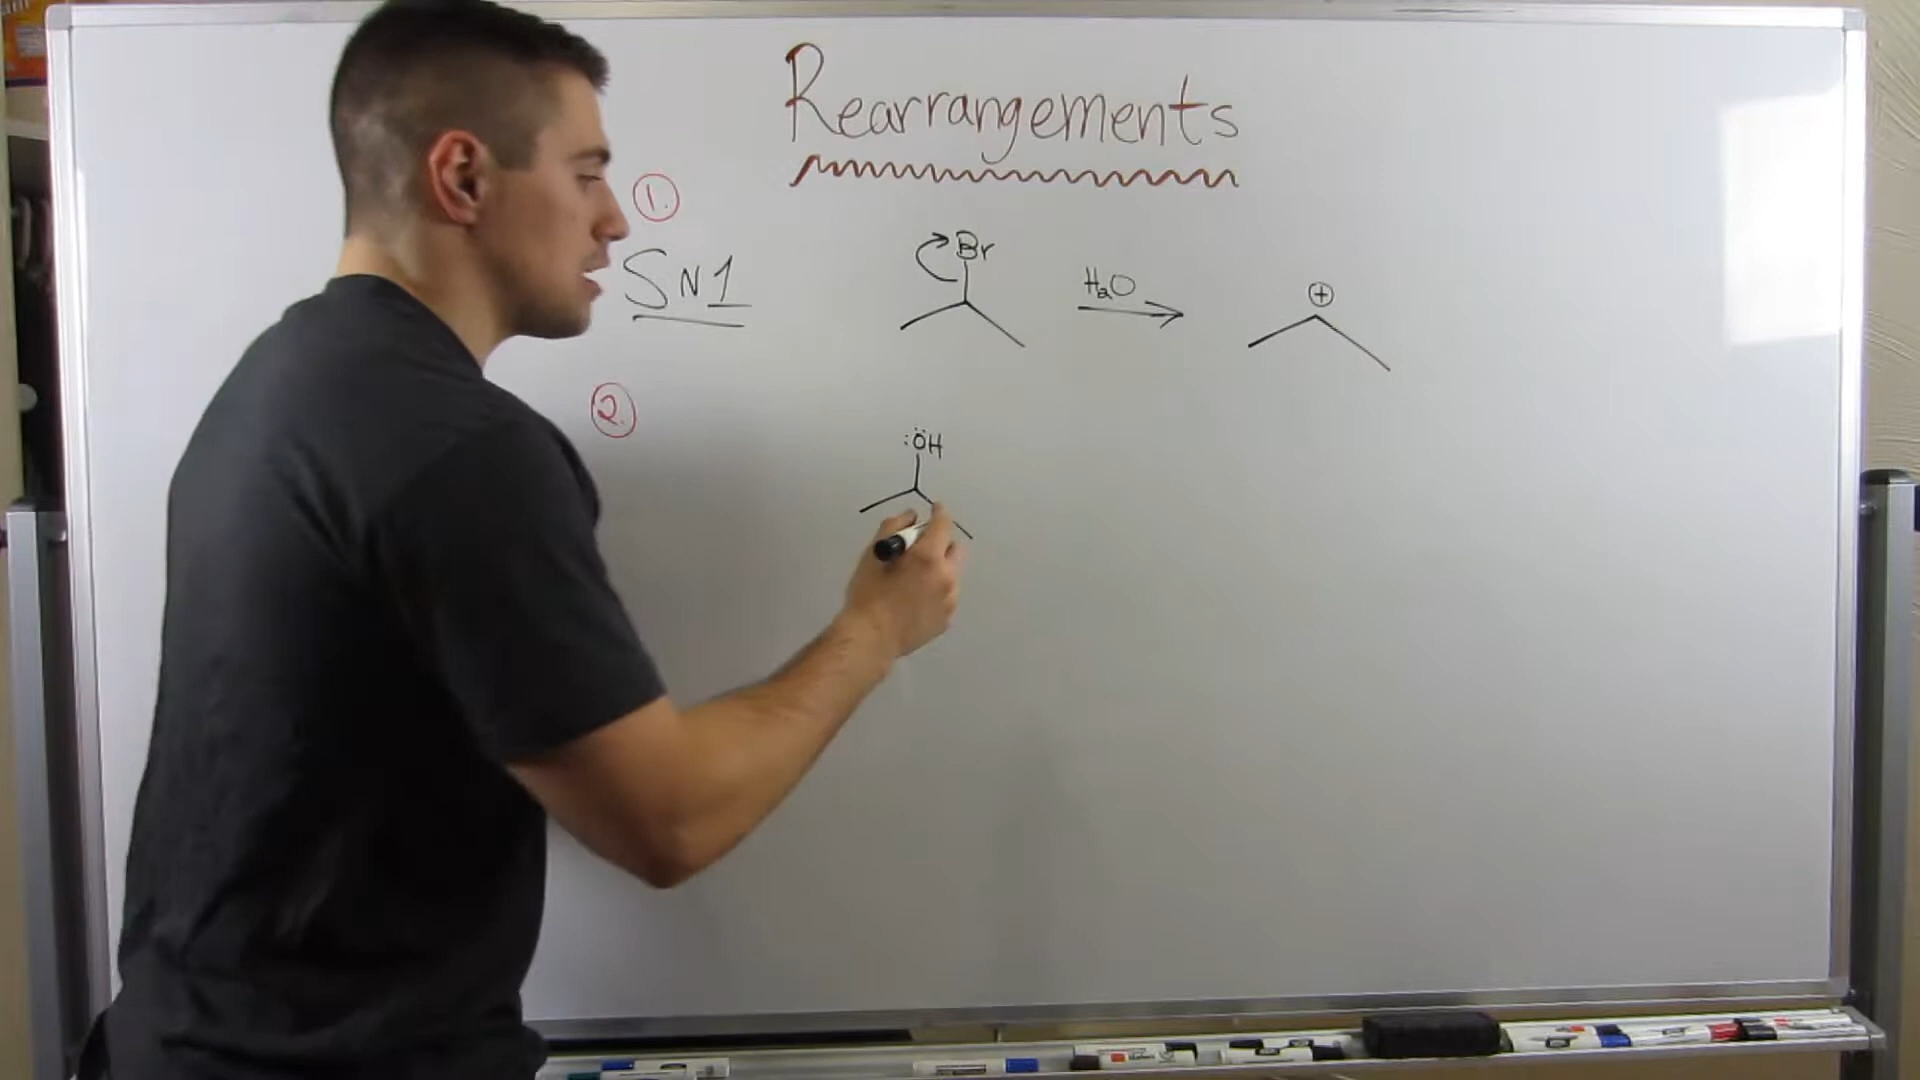 Rearrangements
1.
SN1
Br
H2O
+
2.
:ÖH